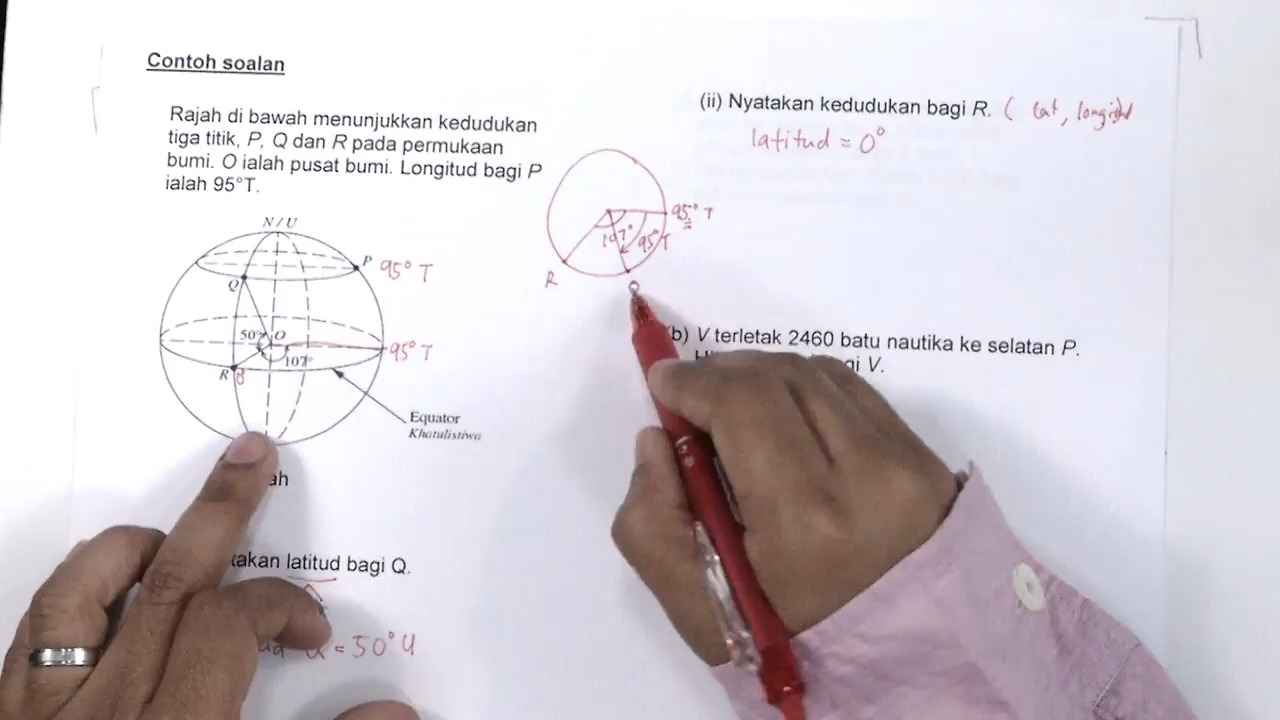 Contoh soalan
Rajah di bawah menunjukkan kedudukan
tiga titik, P, Q dan R pada permukaan
bumi. O ialah pusat bumi. Longitud bagi P
ialah 95°T.
N / U
P 95° T
Q
50° O
107°
95° T
R
Equator
Khatulistiwa
ah
takan latitud bagi Q.
= 50° U
95° T
107°
95° T
R
(ii) Nyatakan kedudukan bagi R. ( lat, longitud
latitud = 0°
b) V terletak 2460 batu nautika ke selatan P.
gi V.